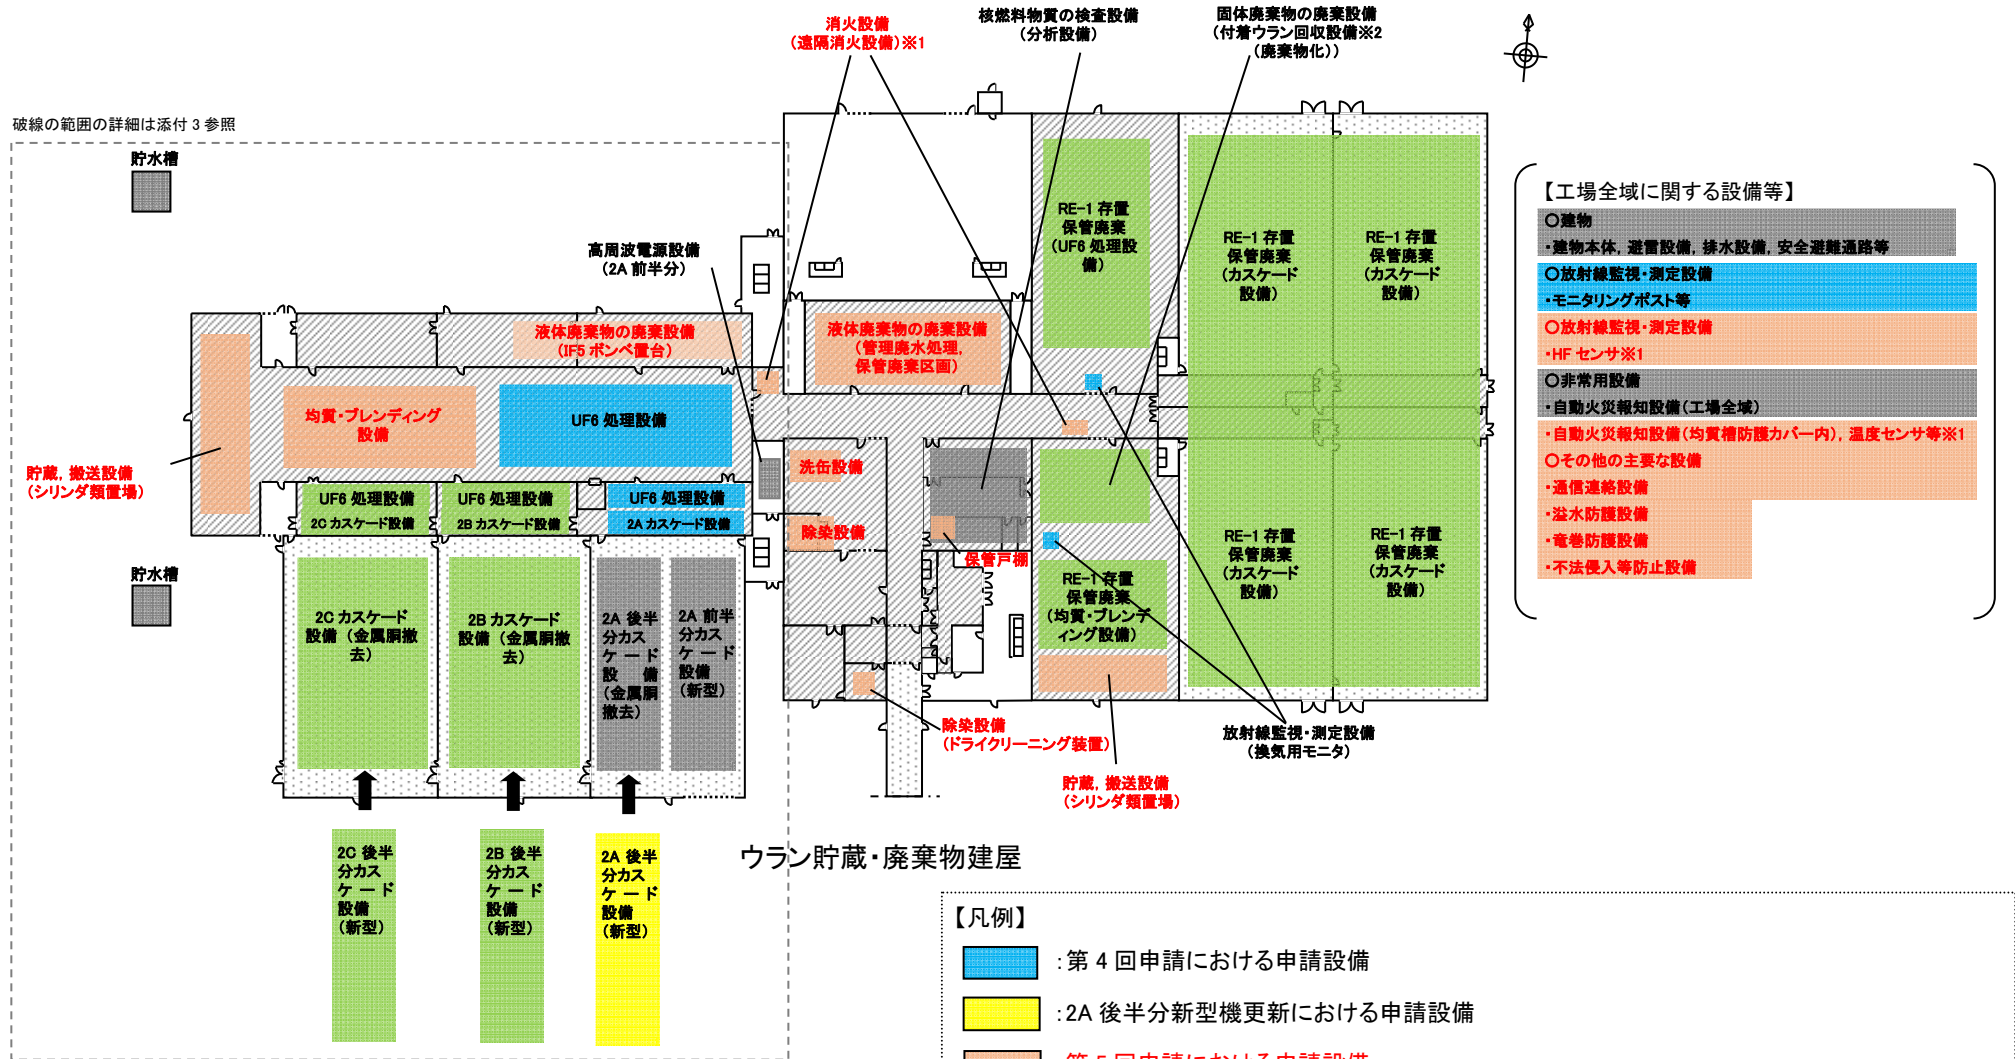 消火設備
(遠隔消火設備)※1
核燃料物質の検査設備
(分析設備)
固体廃棄物の廃棄設備
(付着ウラン回収設備※2
(廃棄物化))
破線の範囲の詳細は添付 3 参照
貯水槽
高周波電源設備
(2A 前半分)
RE-1 存置
保管廃棄
(UF6 処理設
備)
RE-1 存置
保管廃棄
(カスケード
設備)
RE-1 存置
保管廃棄
(カスケード
設備)
【工場全域に関する設備等】
○建物
・建物本体, 避雷設備, 排水設備, 安全避難通路等
○放射線監視・測定設備
・モニタリングポスト等
○放射線監視・測定設備
・HF センサ※1
○非常用設備
・自動火災報知設備(工場全域)
・自動火災報知設備(均質槽防護カバー内), 温度センサ等※1
○その他の主要な設備
・通信連絡設備
・溢水防護設備
・竜巻防護設備
・不法侵入等防止設備
液体廃棄物の廃棄設備
(IF5 ボンベ置台)
液体廃棄物の廃棄設備
(管理廃水処理,
保管廃棄区画)
均質・ブレンディング
設備
UF6 処理設備
貯蔵, 搬送設備
(シリンダ類置場)
UF6 処理設備
2C カスケード設備
UF6 処理設備
2B カスケード設備
UF6 処理設備
2A カスケード設備
洗缶設備
除染設備
保管戸棚
貯水槽
2C カスケード
設備 (金属胴撤
去)
2B カスケード
設備 (金属胴撤
去)
2A 後半
分カス
ケード
設 備
(金属胴
撤去)
2A 前半
分カス
ケード
設備
(新型)
RE-1 存置
保管廃棄
(均質・ブレンデ
ィング設備)
RE-1 存置
保管廃棄
(カスケード
設備)
RE-1 存置
保管廃棄
(カスケード
設備)
除染設備
(ドライクリーニング装置)
放射線監視・測定設備
(換気用モニタ)
貯蔵, 搬送設備
(シリンダ類置場)
2C 後半
分カス
ケード
設備
(新型)
2B 後半
分カス
ケード
設備
(新型)
2A 後半
分カス
ケード
設備
(新型)
ウラン貯蔵・廃棄物建屋
【凡例】
:第 4 回申請における申請設備
:2A 後半分新型機更新における申請設備
:第 5 回申請における申請設備